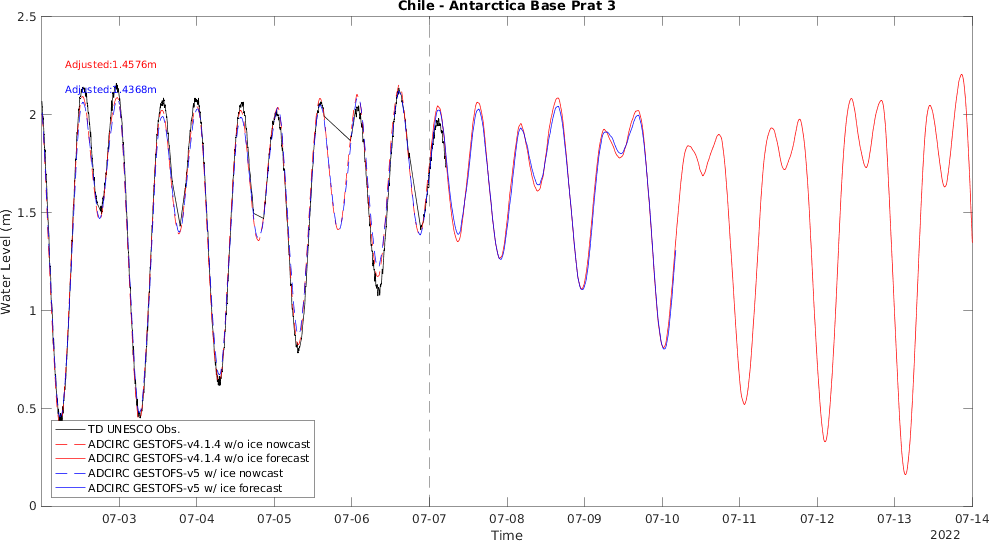 Chile - Antarctica Base Prat 3
2.5
2
1.5
1
0.5
0
Water Level (m)
Adjusted:1.4576m
Adjusted:1.4368m
TD UNESCO Obs.
ADCIRC GESTOFS-v4.1.4 w/o ice nowcast
ADCIRC GESTOFS-v4.1.4 w/o ice forecast
ADCIRC GESTOFS-v5 w/ ice nowcast
ADCIRC GESTOFS-v5 w/ ice forecast
07-03 07-04 07-05 07-06 07-07 07-08 07-09 07-10 07-11 07-12 07-13 07-14
Time
2022